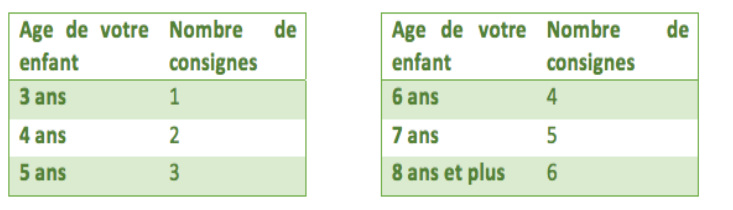 Age de votre Nombre de
enfant consignes
3 ans 1
4 ans 2
5 ans 3
Age de votre Nombre de
enfant consignes
6 ans 4
7 ans 5
8 ans et plus 6